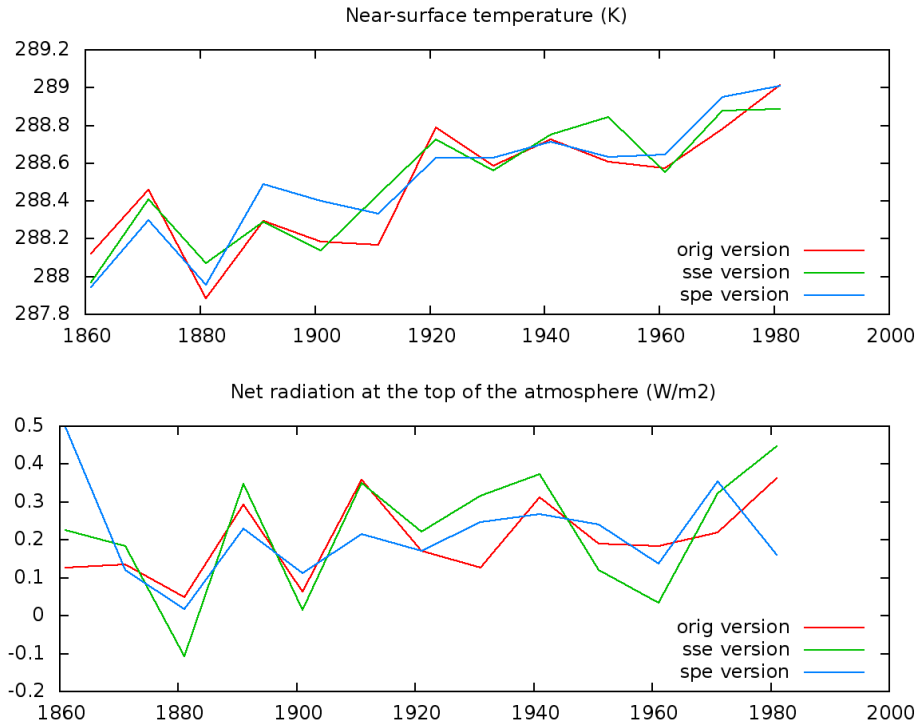 Near-surface temperature (K)
289.2
289
288.8
288.6
288.4
288.2
288
287.8
orig version
sse version
spe version
1860 1880 1900 1920 1940 1960 1980 2000
Net radiation at the top of the atmosphere (W/m2)
0.5
0.4
0.3
0.2
0.1
0
-0.1
-0.2
orig version
sse version
spe version
1860 1880 1900 1920 1940 1960 1980 2000